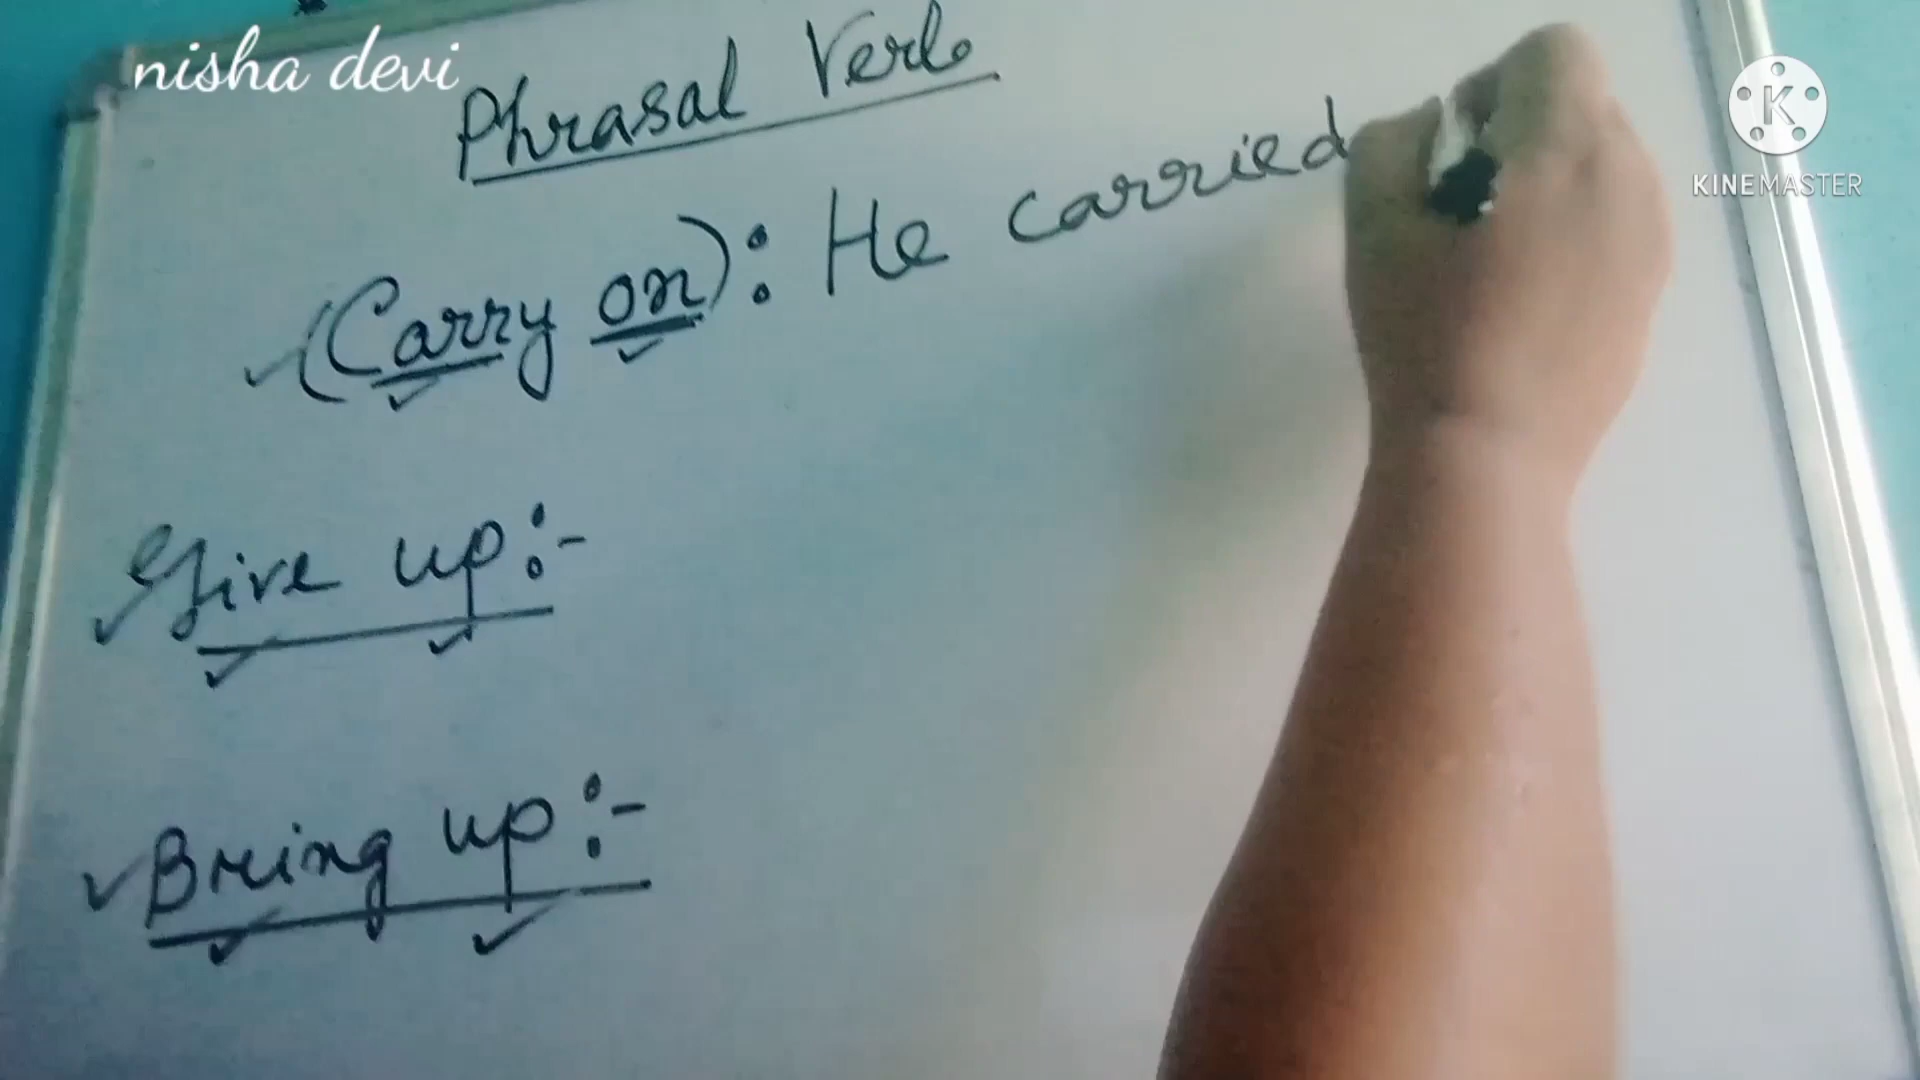 nisha devi
Phrasal Verb
KINEMASTER
(Carry on): He carried
Give up:-
Bring up:-